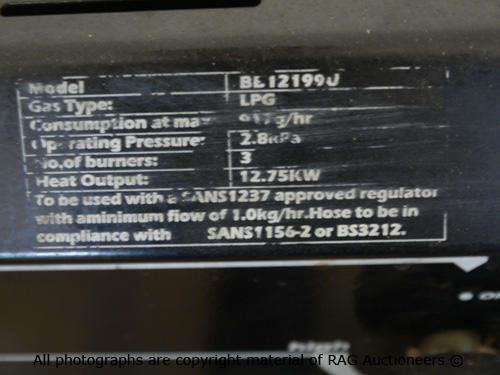 Model
Gas Type: LPG
Consumption at max g/hr
Operating Pressure: 2.8kPa
No.of burners: 3
Heat Output: 12.75KW
To be used with a SANS1237 approved regulator
with aminimum flow of 1.0kg/hr.Hose to be in
compliance with SANS1156-2 or BS3212.
All photographs are copyright material of RAG Auctioneers ©